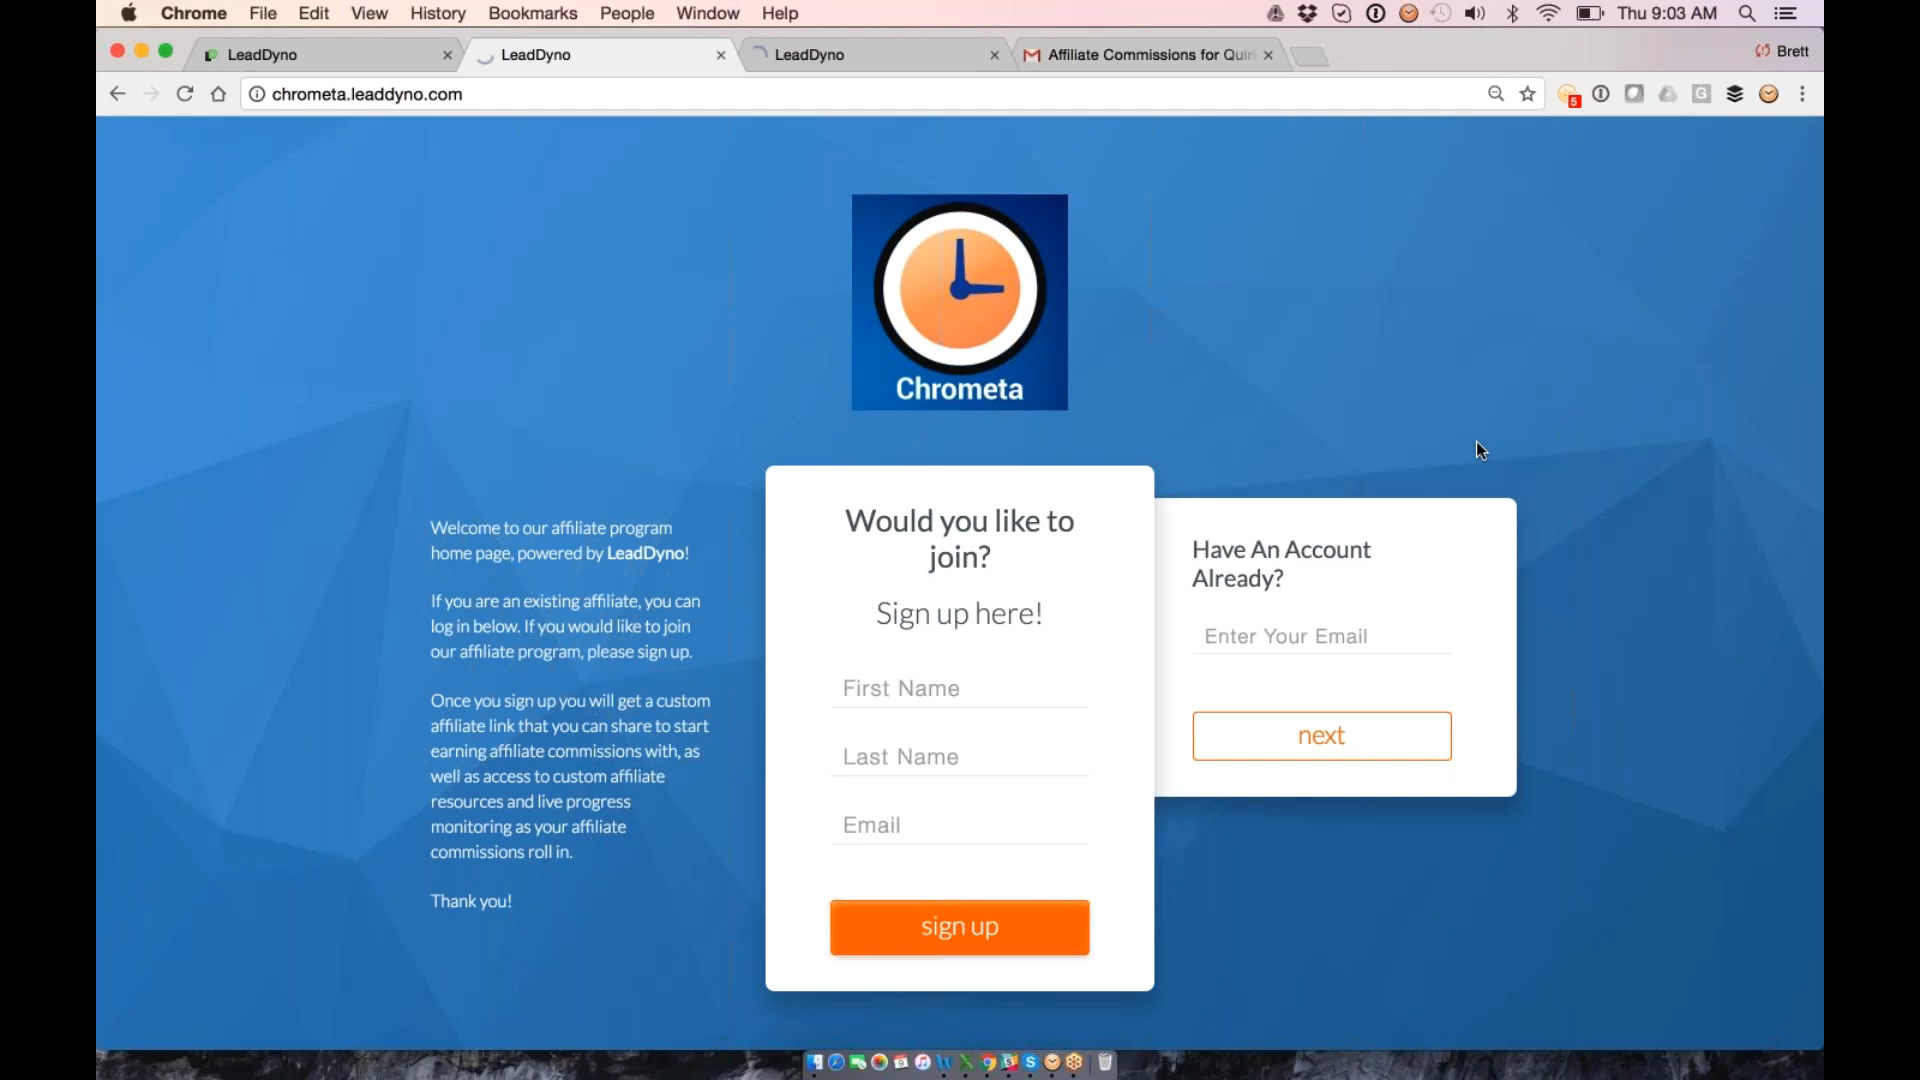 Chrome File Edit View History Bookmarks People Window Help Thu 9:03 AM
LeadDyno LeadDyno LeadDyno Affiliate Commissions for Quir Brett
chrometa.leaddyno.com
5
G
Chrometa
Welcome to our affiliate program
home page, powered by LeadDyno!
If you are an existing affiliate, you can
log in below. If you would like to join
our affiliate program, please sign up.
Once you sign up you will get a custom
affiliate link that you can share to start
earning affiliate commissions with, as
well as access to custom affiliate
resources and live progress
monitoring as your affiliate
commissions roll in.
Thank you!
Would you like to
join?
Sign up here!
First Name
Last Name
Email
sign up
Have An Account
Already?
Enter Your Email
next